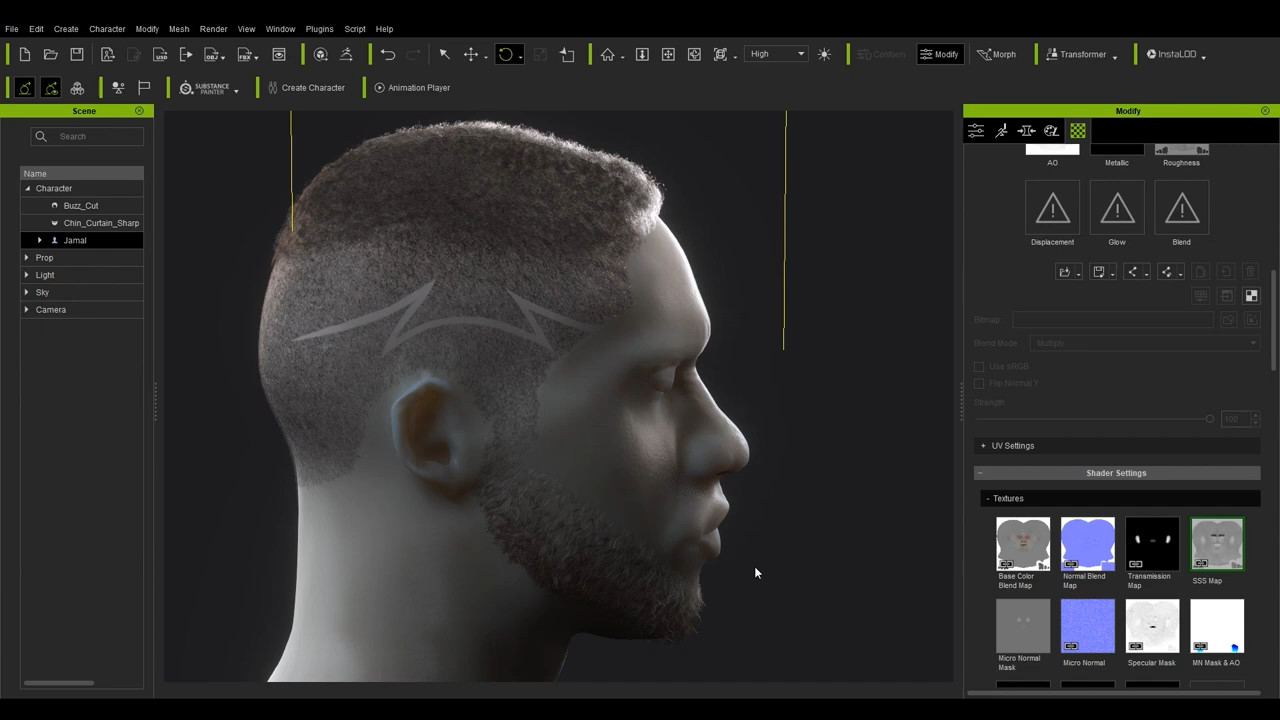 File Edit Create Character Modify Mesh Render View Window Plugins Script Help
High Conform Modify Morph Transformer InstaLOD
SUBSTANCE PAINTER Create Character Animation Player
Scene
Search
Name
Character
Buzz_Cut
Chin_Curtain_Sharp
Jamal
Prop
Light
Sky
Camera
Modify
AO Metallic Roughness
Displacement Glow Blend
Bitmap
Blend Mode : Multiple
Use sRGB
Flip Normal Y
Strength
100
+ UV Settings
Shader Settings
- Textures
Base Color Blend Map Normal Blend Map Transmission Map SSS Map
Micro Normal Mask Micro Normal Specular Mask MN Mask & AO